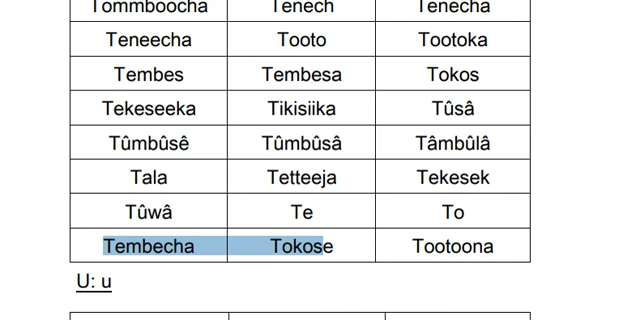 Tommboocha Tenech Tenecha
Teneecha Tooto Tootoka
Tembes Tembesa Tokos
Tekeseeka Tikisiika Tûsâ
Tûmbûsê Tûmbûsâ Tâmbûlâ
Tala Tetteeja Tekesek
Tûwâ Te To
Tembecha Tokose Tootoona
U: u